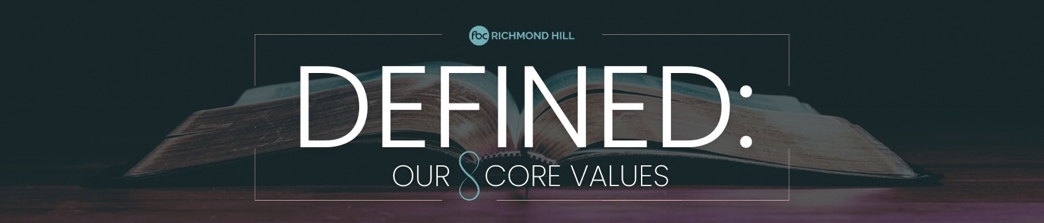 fbc RICHMOND HILL
DEFINED:
OUR 8 CORE VALUES